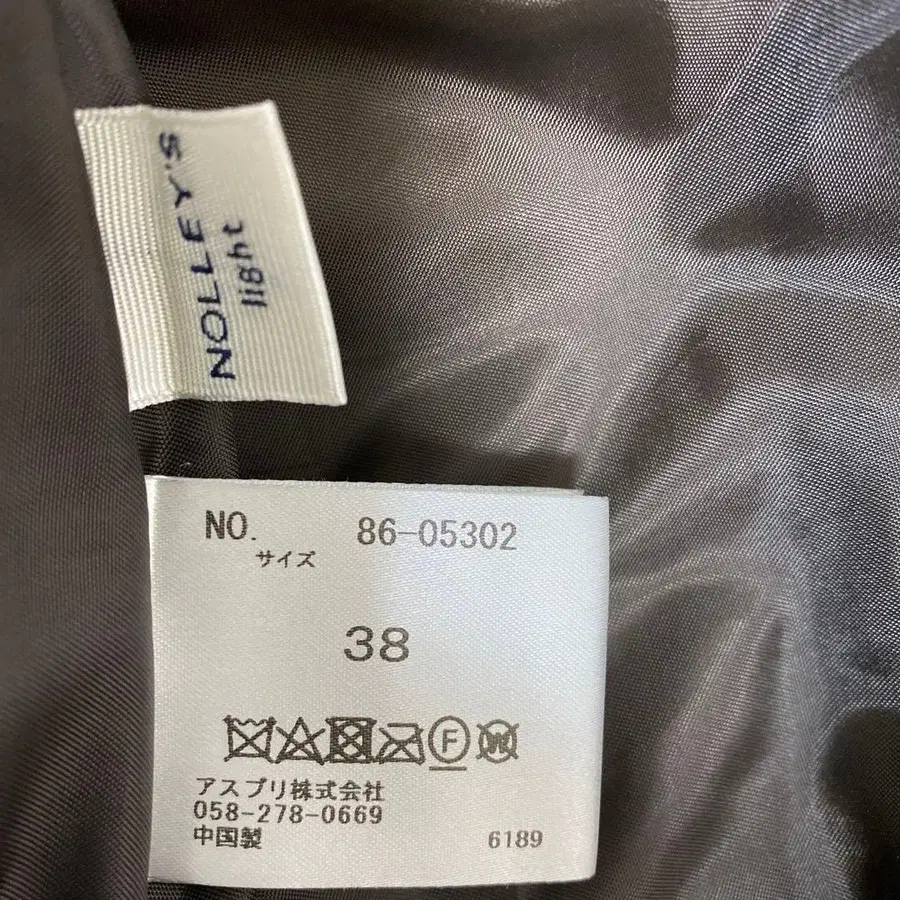 NOLLEY'S
light
NO. 86-05302
サイズ
38
F
W
アスプリ株式会社
058-278-0669
中国製 6189